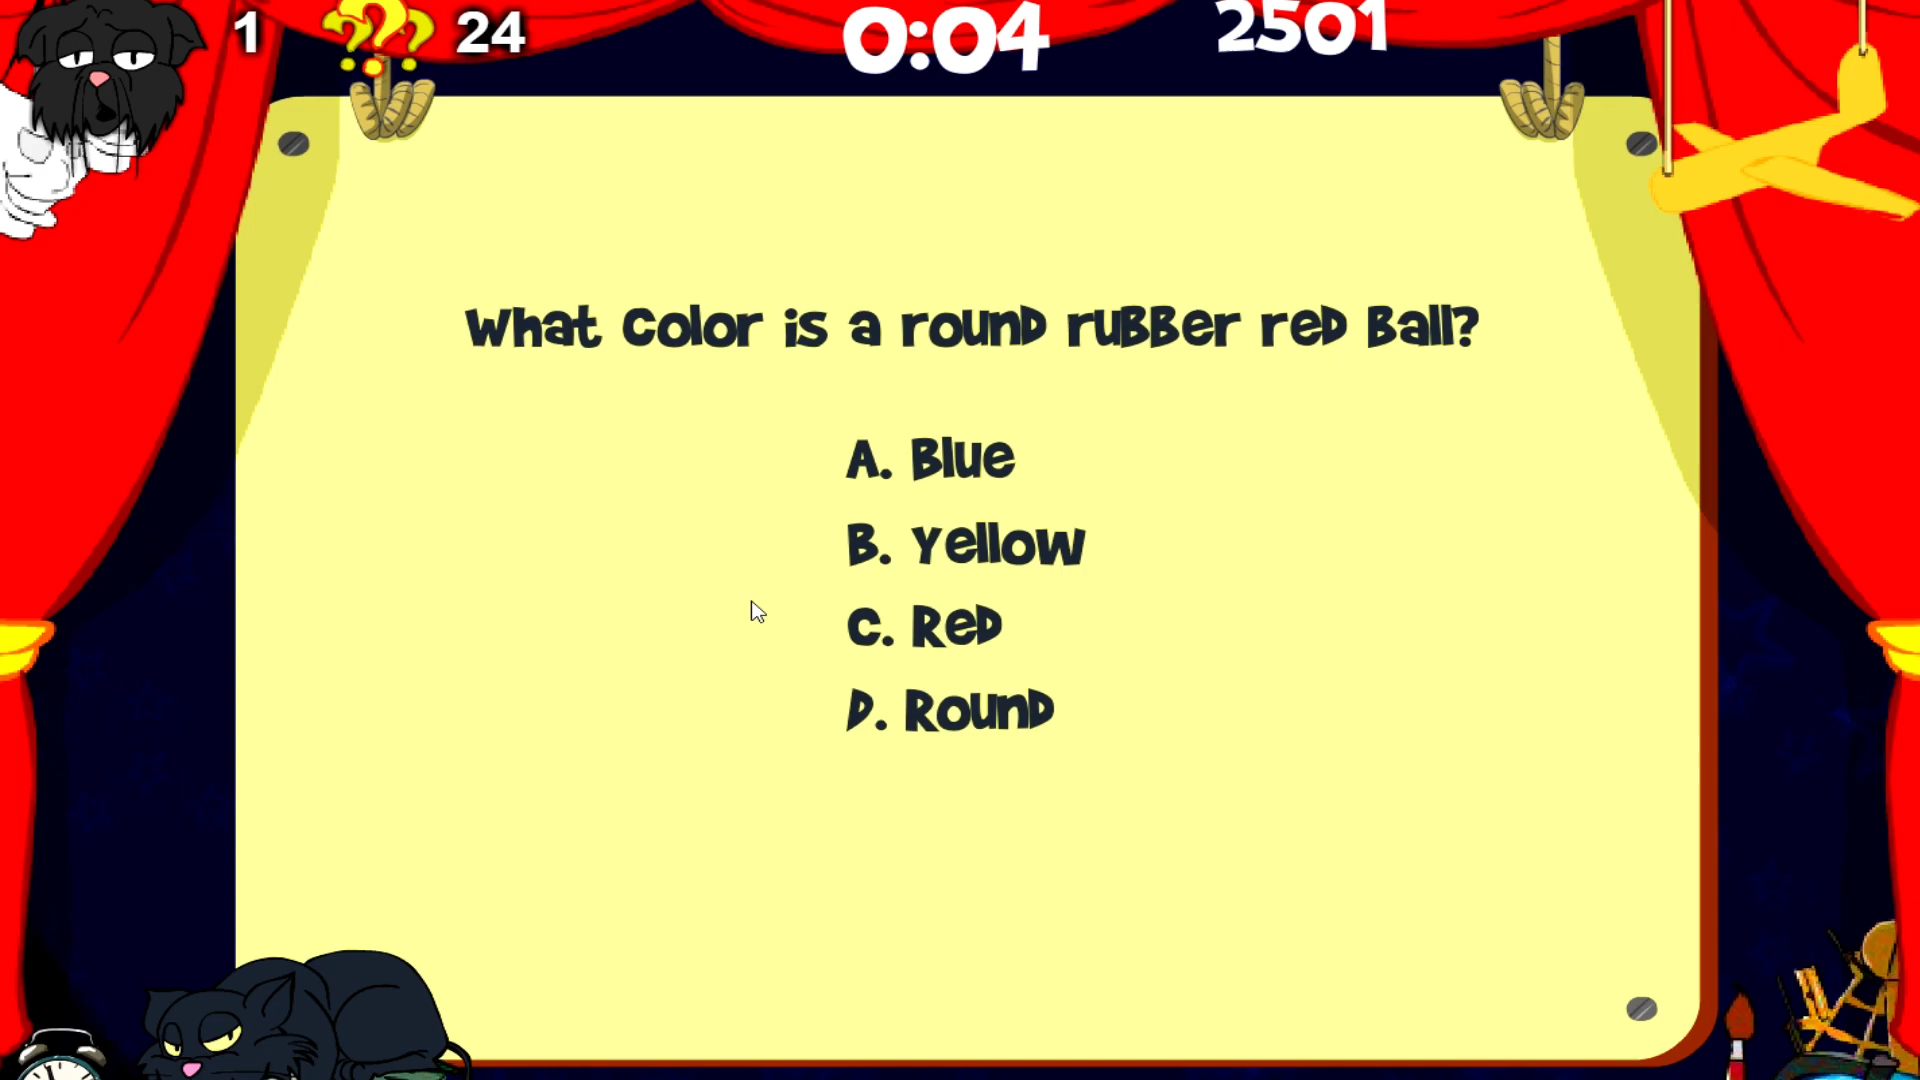 1 ??? 24 0:04 2501
What color is a round rubber red ball?
A. Blue
B. Yellow
C. Red
D. Round